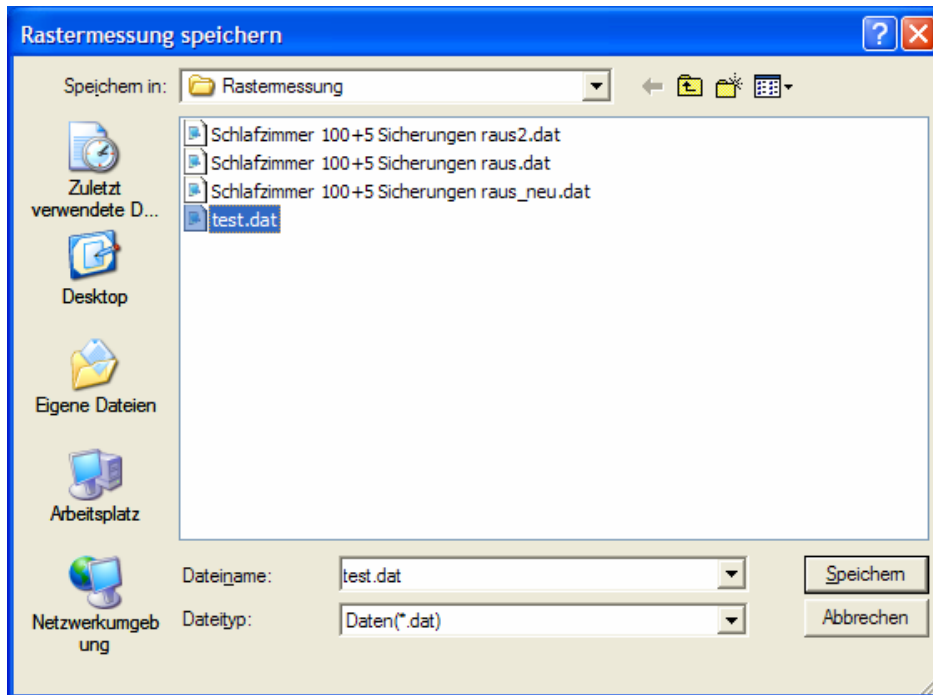 Rastermessung speichern
Speichern in: Rastermessung
Schlafzimmer 100+5 Sicherungen raus2.dat
Schlafzimmer 100+5 Sicherungen raus.dat
Schlafzimmer 100+5 Sicherungen raus_neu.dat
test.dat
Zuletzt
verwendete D...
Desktop
Eigene Dateien
Arbeitsplatz
Netzwerkumgeb
ung
Dateiname: test.dat Speichern
Dateityp: Daten(*.dat) Abbrechen